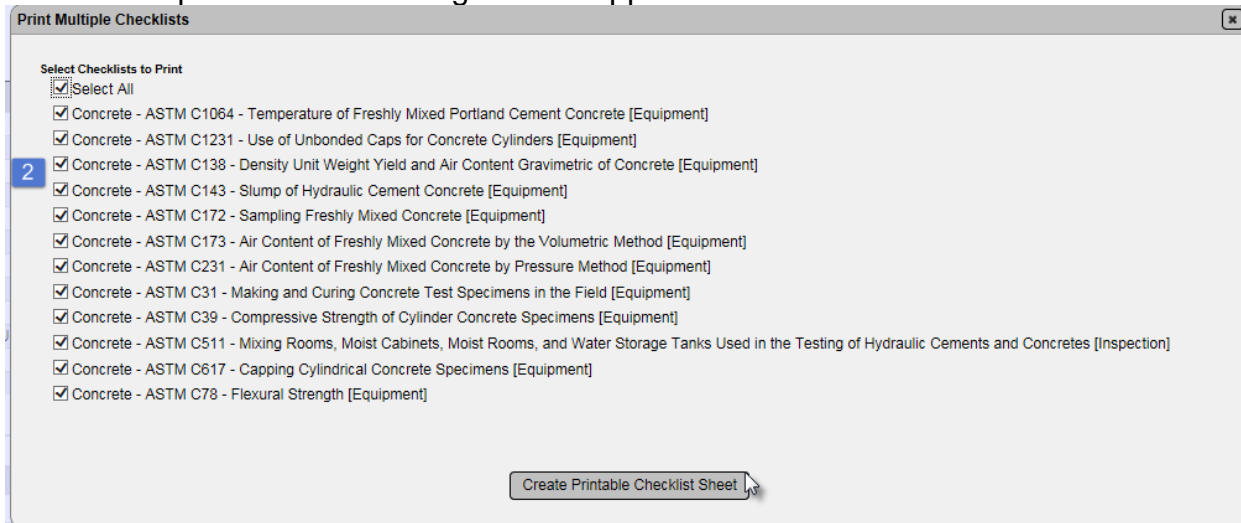 Print Multiple Checklists
Select Checklists to Print
Select All
Concrete - ASTM C1064 - Temperature of Freshly Mixed Portland Cement Concrete [Equipment]
Concrete - ASTM C1231 - Use of Unbonded Caps for Concrete Cylinders [Equipment]
2
Concrete - ASTM C138 - Density Unit Weight Yield and Air Content Gravimetric of Concrete [Equipment]
Concrete - ASTM C143 - Slump of Hydraulic Cement Concrete [Equipment]
Concrete - ASTM C172 - Sampling Freshly Mixed Concrete [Equipment]
Concrete - ASTM C173 - Air Content of Freshly Mixed Concrete by the Volumetric Method [Equipment]
Concrete - ASTM C231 - Air Content of Freshly Mixed Concrete by Pressure Method [Equipment]
Concrete - ASTM C31 - Making and Curing Concrete Test Specimens in the Field [Equipment]
Concrete - ASTM C39 - Compressive Strength of Cylinder Concrete Specimens [Equipment]
Concrete - ASTM C511 - Mixing Rooms, Moist Cabinets, Moist Rooms, and Water Storage Tanks Used in the Testing of Hydraulic Cements and Concretes [Inspection]
Concrete - ASTM C617 - Capping Cylindrical Concrete Specimens [Equipment]
Concrete - ASTM C78 - Flexural Strength [Equipment]
Create Printable Checklist Sheet